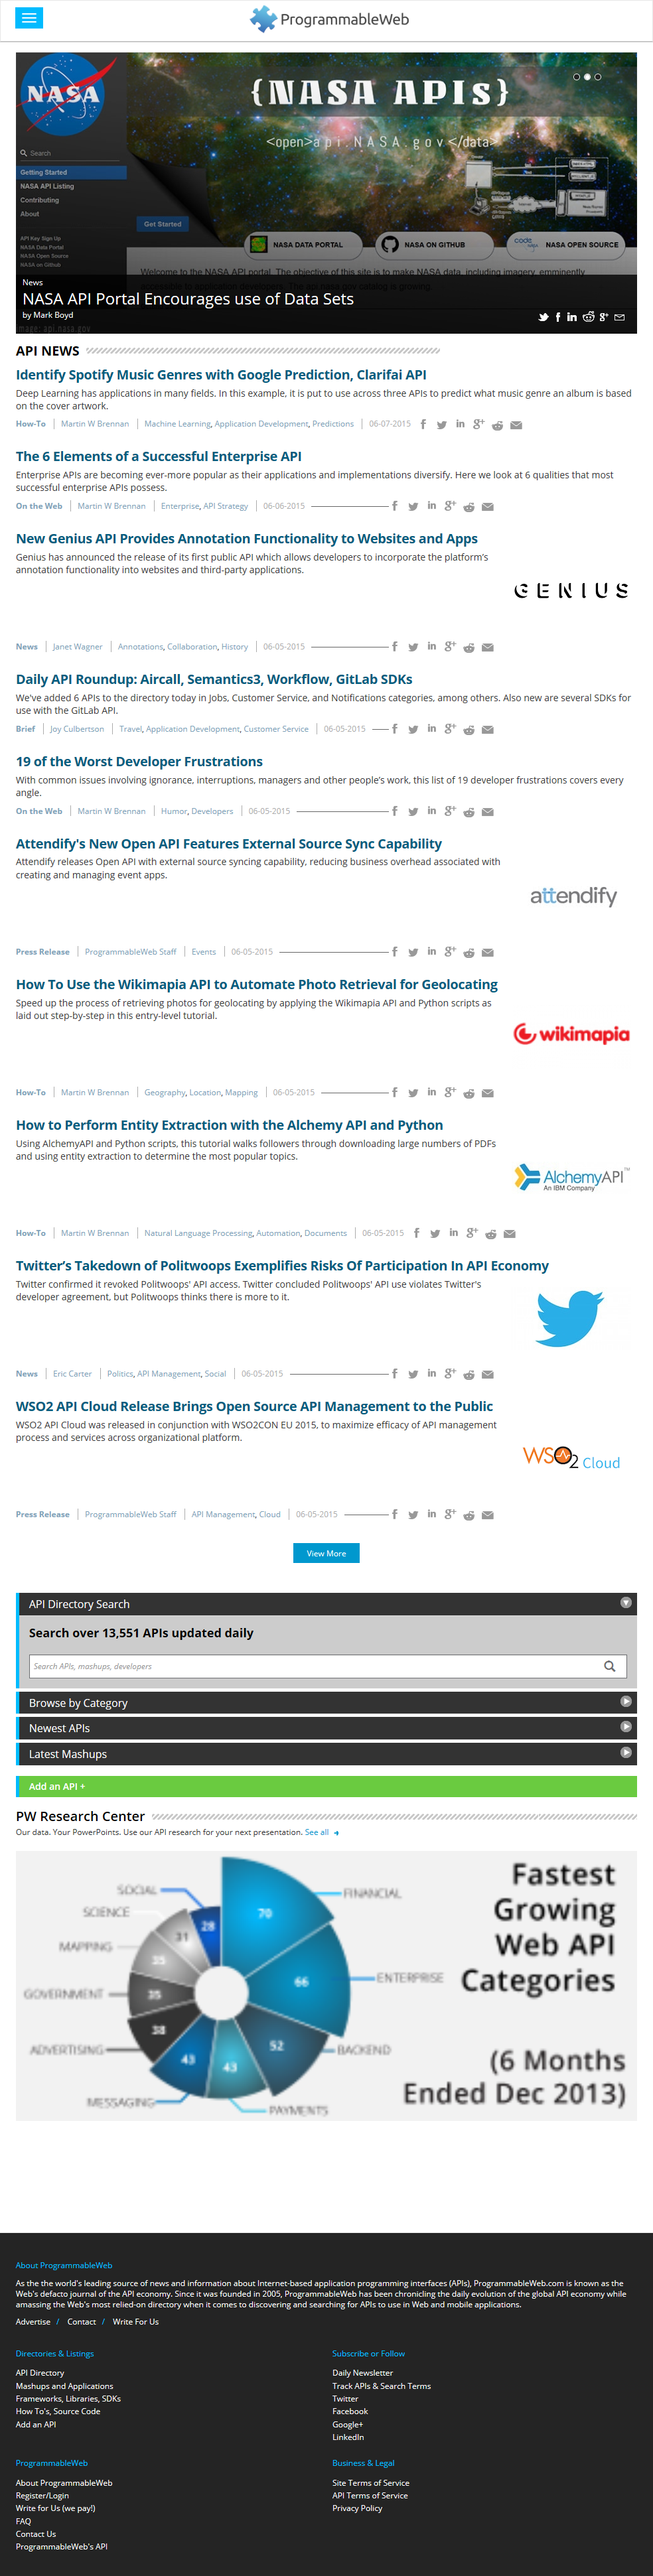 ProgrammableWeb
NASA
{NASA APIs}
<open>api.NASA.gov</data>
Search
Getting Started
NASA API Listing
Contributing
About
API Key Sign Up
NASA Data Portal
NASA Open Source
NASA on Github
Get Started
NASA DATA PORTAL
NASA ON GITHUB
code
NASA OPEN SOURCE
Welcome to the NASA API portal. The objective of this site is to make NASA data, including imagery, eminently
News
NASA API Portal Encourages use of Data Sets
by Mark Boyd
image: api.nasa.gov
API NEWS
Identify Spotify Music Genres with Google Prediction, Clarifai API
Deep Learning has applications in many fields. In this example, it is put to use across three APIs to predict what music genre an album is based
on the cover artwork.
How-To | Martin W Brennan | Machine Learning, Application Development, Predictions | 06-07-2015
The 6 Elements of a Successful Enterprise API
Enterprise APIs are becoming ever-more popular as their applications and implementations diversify. Here we look at 6 qualities that most
successful enterprise APIs possess.
On the Web | Martin W Brennan | Enterprise, API Strategy | 06-06-2015
New Genius API Provides Annotation Functionality to Websites and Apps
Genius has announced the release of its first public API which allows developers to incorporate the platform's
annotation functionality into websites and third-party applications.
GENIUS
News | Janet Wagner | Annotations, Collaboration, History | 06-05-2015
Daily API Roundup: Aircall, Semantics3, Workflow, GitLab SDKs
We've added 6 APIs to the directory today in Jobs, Customer Service, and Notifications categories, among others. Also new are several SDKs for
use with the GitLab API.
Brief | Joy Culbertson | Travel, Application Development, Customer Service | 06-05-2015
19 of the Worst Developer Frustrations
With common issues involving ignorance, interruptions, managers and other people's work, this list of 19 developer frustrations covers every
angle.
On the Web | Martin W Brennan | Humor, Developers | 06-05-2015
Attendify's New Open API Features External Source Sync Capability
Attendify releases Open API with external source syncing capability, reducing business overhead associated with
creating and managing event apps.
attendify
Press Release | ProgrammableWeb Staff | Events | 06-05-2015
How To Use the Wikimapia API to Automate Photo Retrieval for Geolocating
Speed up the process of retrieving photos for geolocating by applying the Wikimapia API and Python scripts as
laid out step-by-step in this entry-level tutorial.
wikimapia
How-To | Martin W Brennan | Geography, Location, Mapping | 06-05-2015
How to Perform Entity Extraction with the Alchemy API and Python
Using AlchemyAPI and Python scripts, this tutorial walks followers through downloading large numbers of PDFs
and using entity extraction to determine the most popular topics.
AlchemyAPI™
An IBM Company
How-To | Martin W Brennan | Natural Language Processing, Automation, Documents | 06-05-2015
Twitter’s Takedown of Politwoops Exemplifies Risks Of Participation In API Economy
Twitter confirmed it revoked Politwoops' API access. Twitter concluded Politwoops' API use violates Twitter's
developer agreement, but Politwoops thinks there is more to it.
News | Eric Carter | Politics, API Management, Social | 06-05-2015
WSO2 API Cloud Release Brings Open Source API Management to the Public
WSO2 API Cloud was released in conjunction with WSO2CON EU 2015, to maximize efficacy of API management
process and services across organizational platform.
WSO2 Cloud
Press Release | ProgrammableWeb Staff | API Management, Cloud | 06-05-2015
View More
API Directory Search
Search over 13,551 APIs updated daily
Search APIs, mashups, developers
Browse by Category
Newest APIs
Latest Mashups
Add an API +
PW Research Center
Our data. Your PowerPoints. Use our API research for your next presentation. See all
Fastest
Growing
Web API
Categories
(6 Months
Ended Dec 2013)
SOCIAL 28
SCIENCE 31
MAPPING 35
GOVERNMENT 35
ADVERTISING 38
MESSAGING 43
PAYMENTS 43
BACKEND 52
ENTERPRISE 66
FINANCIAL 70
About ProgrammableWeb
As the the world's leading source of news and information about Internet-based application programming interfaces (APIs), ProgrammableWeb.com is known as the
Web's defacto journal of the API economy. Since it was founded in 2005, ProgrammableWeb has been chronicling the daily evolution of the global API economy while
amassing the Web's most relied-on directory when it comes to discovering and searching for APIs to use in Web and mobile applications.
Advertise / Contact / Write For Us
Directories & Listings
API Directory
Mashups and Applications
Frameworks, Libraries, SDKs
How To's, Source Code
Add an API
Subscribe or Follow
Daily Newsletter
Track APIs & Search Terms
Twitter
Facebook
Google+
LinkedIn
ProgrammableWeb
About ProgrammableWeb
Register/Login
Write for Us (we pay!)
FAQ
Contact Us
ProgrammableWeb's API
Business & Legal
Site Terms of Service
API Terms of Service
Privacy Policy